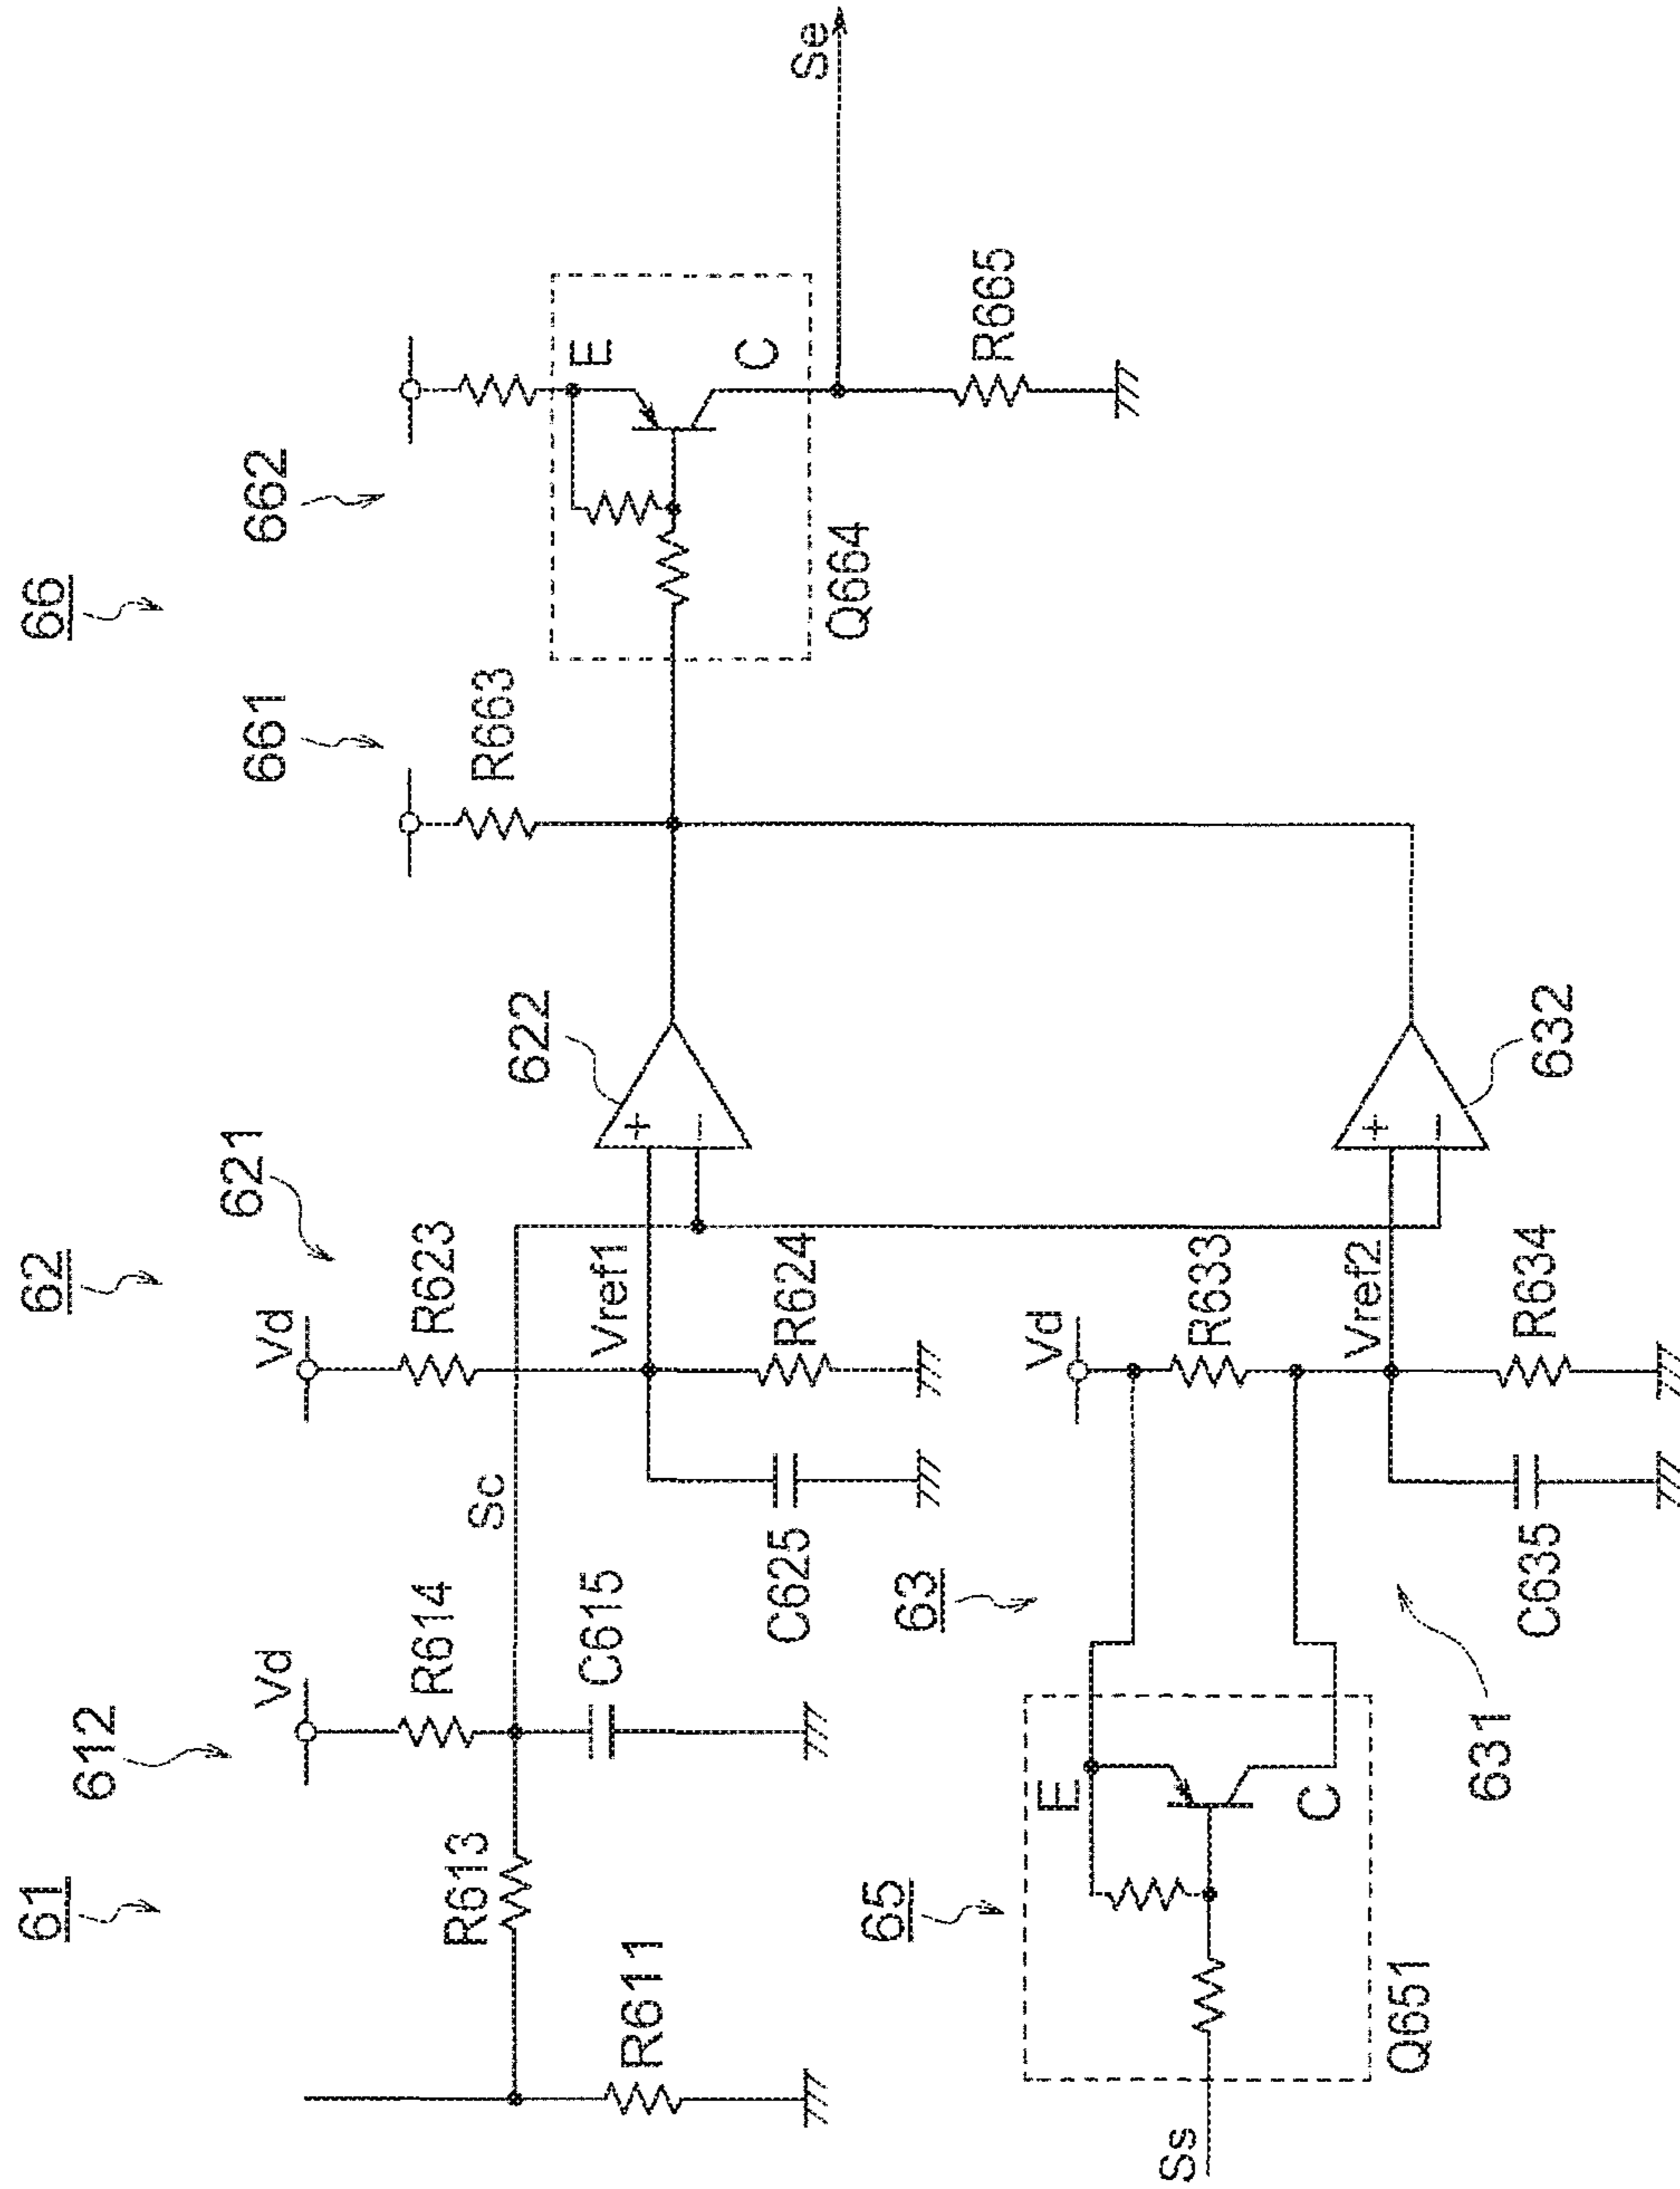 61
612
62
621
66
661
662
Vd
Vd
R614
R623
R663
E
C
Se
R613
Sc
Vref1
622
+
−
Q664
R611
C615
C625
R624
R665
65
63
Vd
E
C
R633
Vref2
+
−
632
Ss
Q651
631
C635
R634